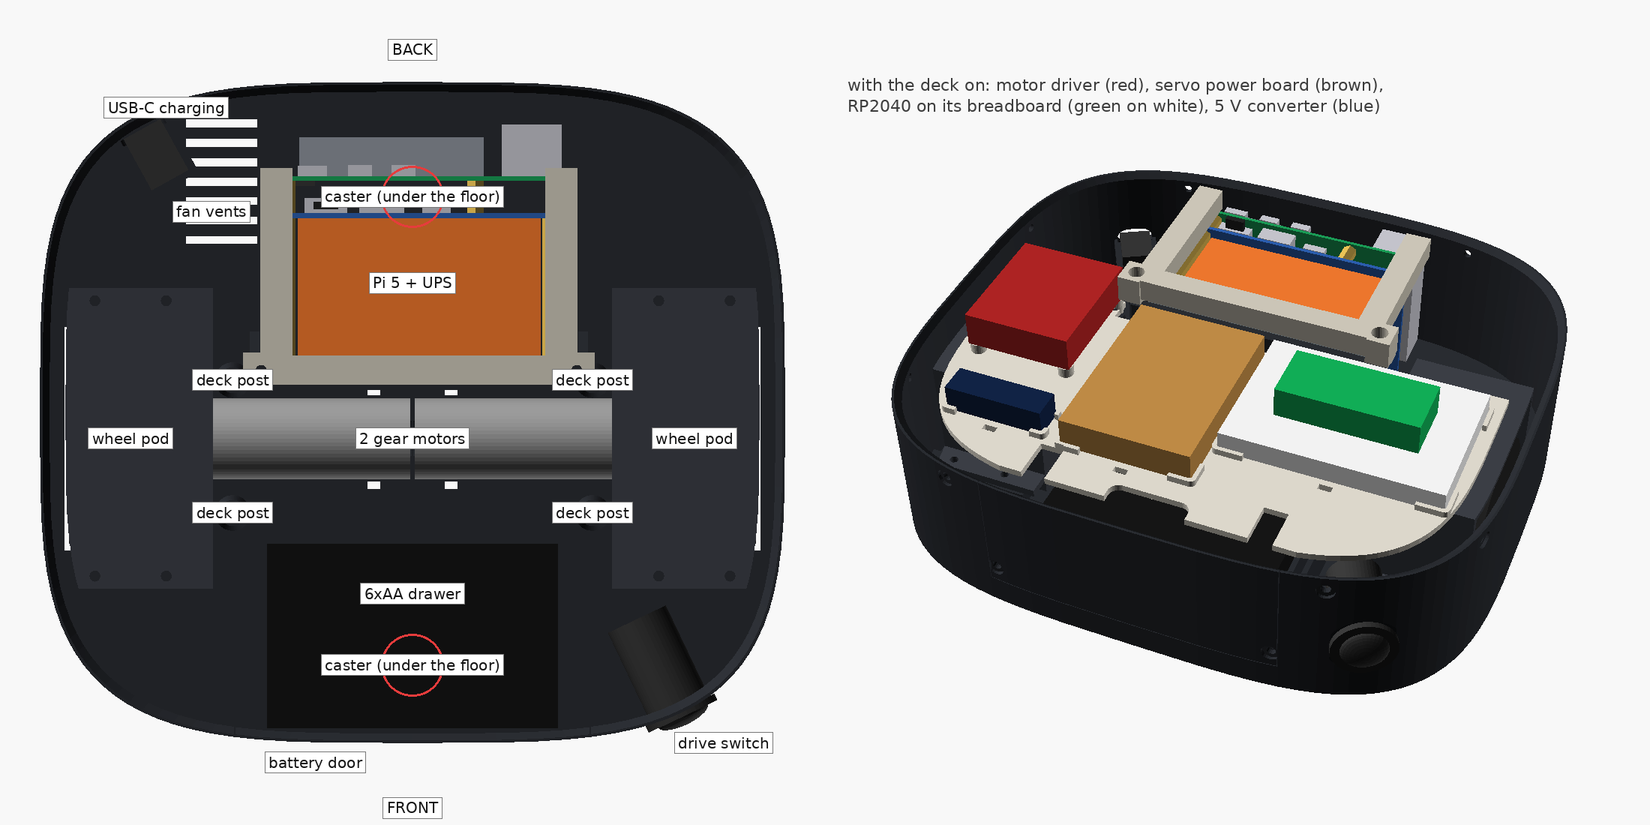 BACK
with the deck on: motor driver (red), servo power board (brown),
RP2040 on its breadboard (green on white), 5 V converter (blue)
USB-C charging
caster (under the floor)
fan vents
Pi 5 + UPS
deck post
deck post
wheel pod
2 gear motors
wheel pod
deck post
deck post
6xAA drawer
caster (under the floor)
drive switch
battery door
FRONT